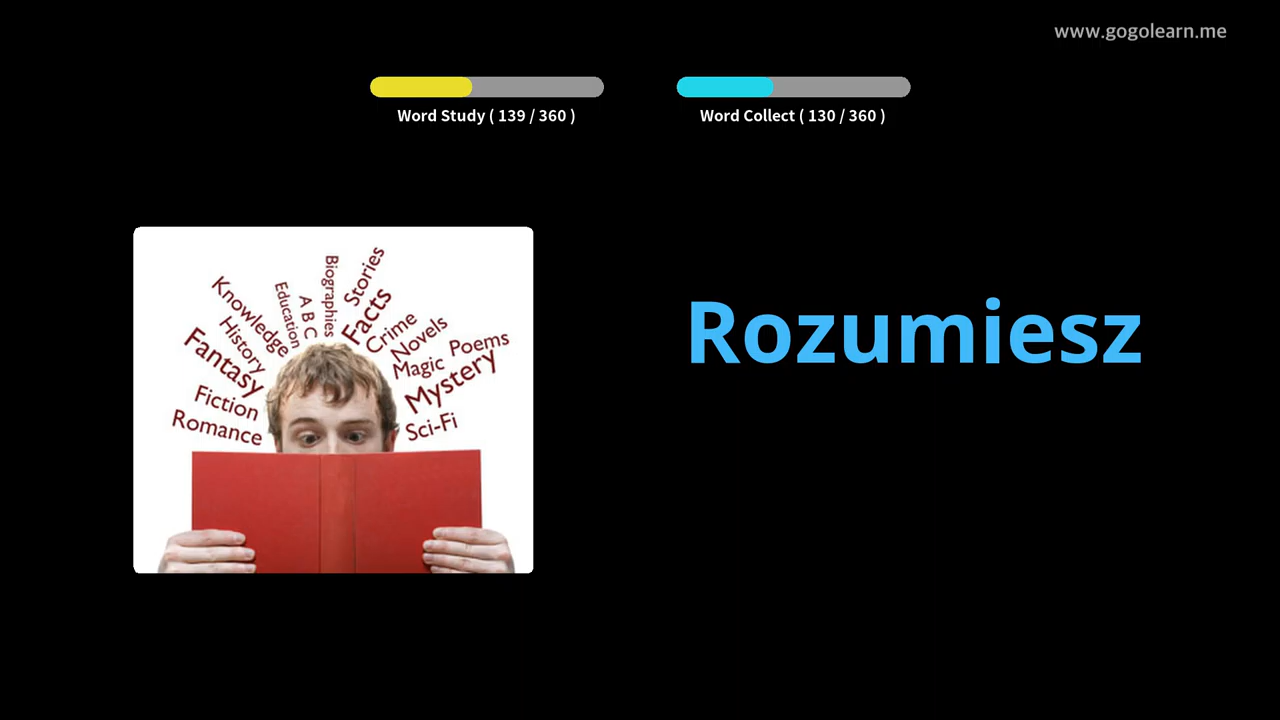 www.gogolearn.me
Word Study ( 139 / 360 )
Word Collect ( 130 / 360 )
Rozumiesz
Biographies
Stories
Education
A B C
Facts
Knowledge
History
Crime
Novels
Poems
Fantasy
Magic
Mystery
Fiction
Romance
Sci-Fi